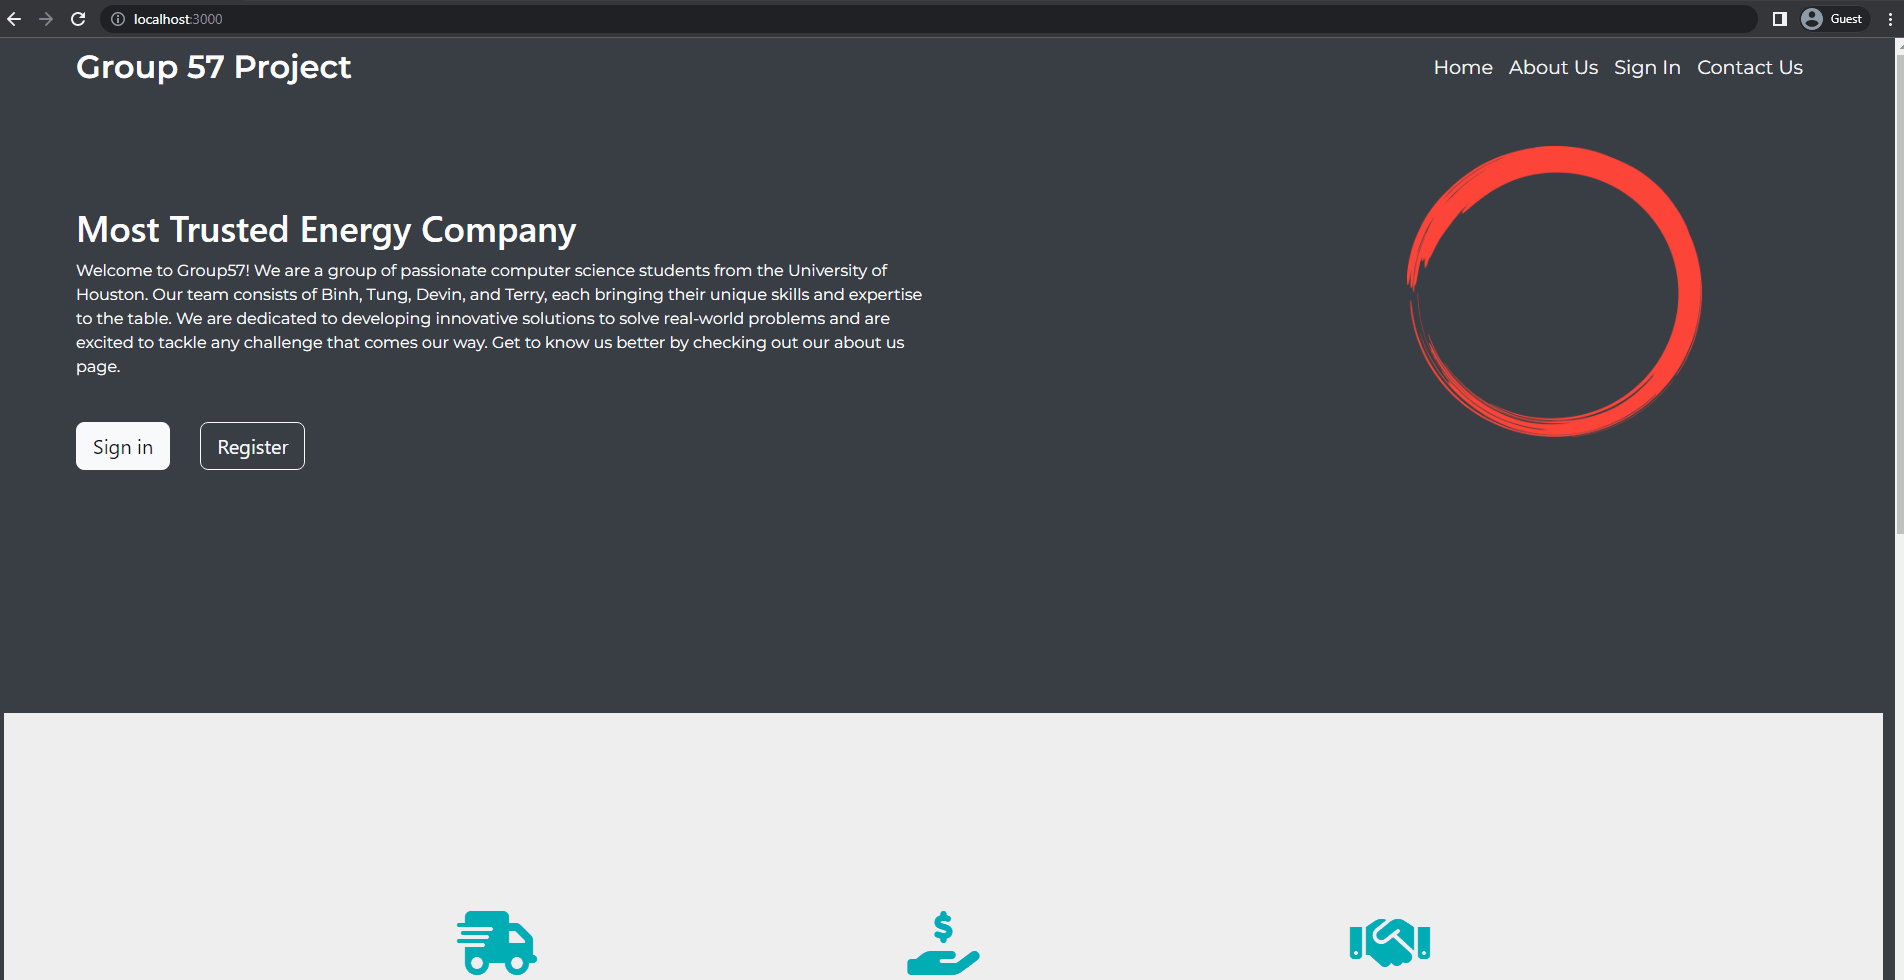 localhost:3000
Guest
Group 57 Project
Home About Us Sign In Contact Us
Most Trusted Energy Company
Welcome to Group57! We are a group of passionate computer science students from the University of
Houston. Our team consists of Binh, Tung, Devin, and Terry, each bringing their unique skills and expertise
to the table. We are dedicated to developing innovative solutions to solve real-world problems and are
excited to tackle any challenge that comes our way. Get to know us better by checking out our about us
page.
Sign in Register
$